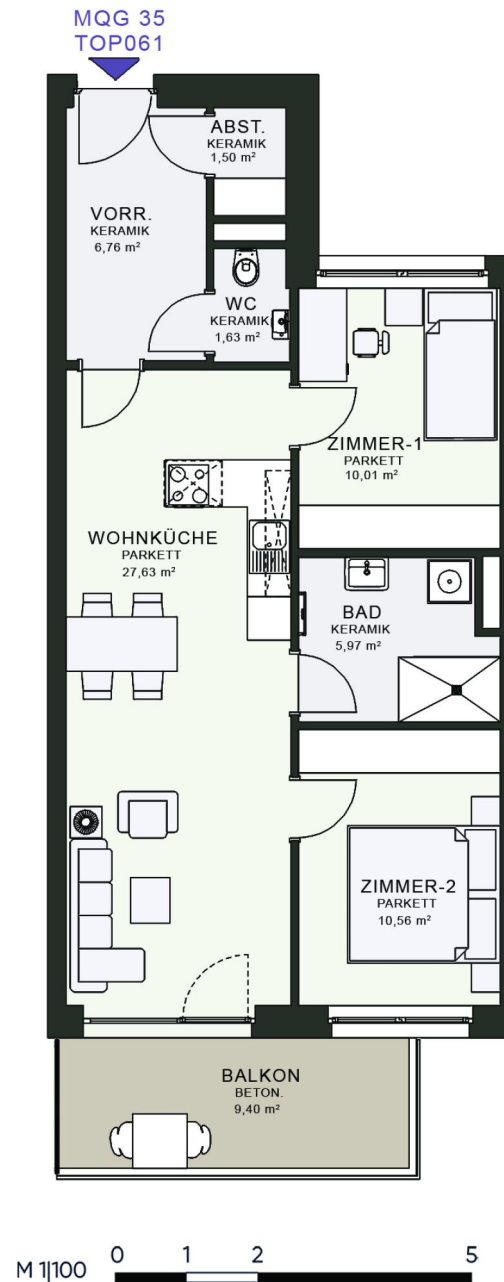 MQG 35
TOP061
ABST.
KERAMIK
1,50 m²
VORR.
KERAMIK
6,76 m²
WC
KERAMIK
1,63 m²
ZIMMER-1
PARKETT
10,01 m²
WOHNKÜCHE
PARKETT
27,63 m²
BAD
KERAMIK
5,97 m²
ZIMMER-2
PARKETT
10,56 m²
BALKON
BETON.
9,40 m²
M 1|100 0 1 2 5